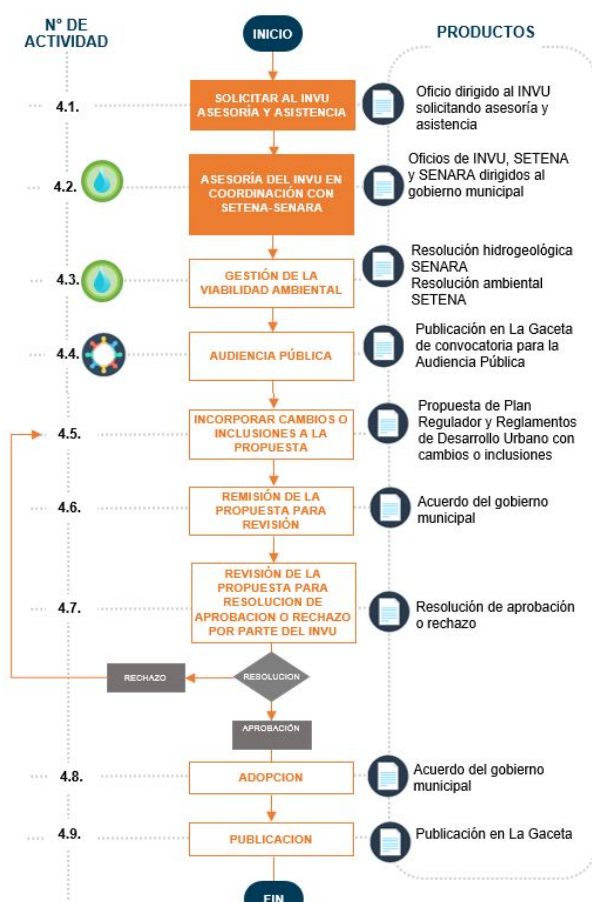 N° DE
ACTIVIDAD
INICIO
PRODUCTOS
4.1.
SOLICITAR AL INVU
ASESORÍA Y ASISTENCIA
Oficio dirigido al INVU
solicitando asesoría y
asistencia
4.2.
ASESORÍA DEL INVU EN
COORDINACIÓN CON
SETENA-SENARA
Oficios de INVU, SETENA
y SENARA dirigidos al
gobierno municipal
4.3.
GESTIÓN DE LA
VIABILIDAD AMBIENTAL
Resolución hidrogeológica
SENARA
Resolución ambiental
SETENA
4.4.
AUDIENCIA PÚBLICA
Publicación en La Gaceta
de convocatoria para la
Audiencia Pública
4.5.
INCORPORAR CAMBIOS O
INCLUSIONES A LA
PROPUESTA
Propuesta de Plan
Regulador y Reglamentos
de Desarrollo Urbano con
cambios o inclusiones
4.6.
REMISIÓN DE LA
PROPUESTA PARA
REVISIÓN
Acuerdo del gobierno
municipal
4.7.
REVISIÓN DE LA
PROPUESTA PARA
RESOLUCION DE
APROBACION O RECHAZO
POR PARTE DEL INVU
Resolución de aprobación
o rechazo
RECHAZO
RESOLUCION
APROBACIÓN
4.8.
ADOPCION
Acuerdo del gobierno
municipal
4.9.
PUBLICACION
Publicación en La Gaceta
FIN